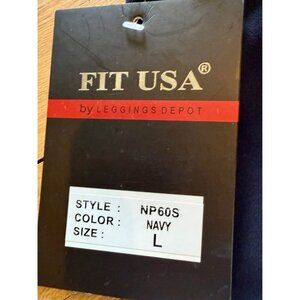 FIT USA®
by LEGGINGS DEPOT
STYLE : NP60S
COLOR : NAVY
SIZE : L